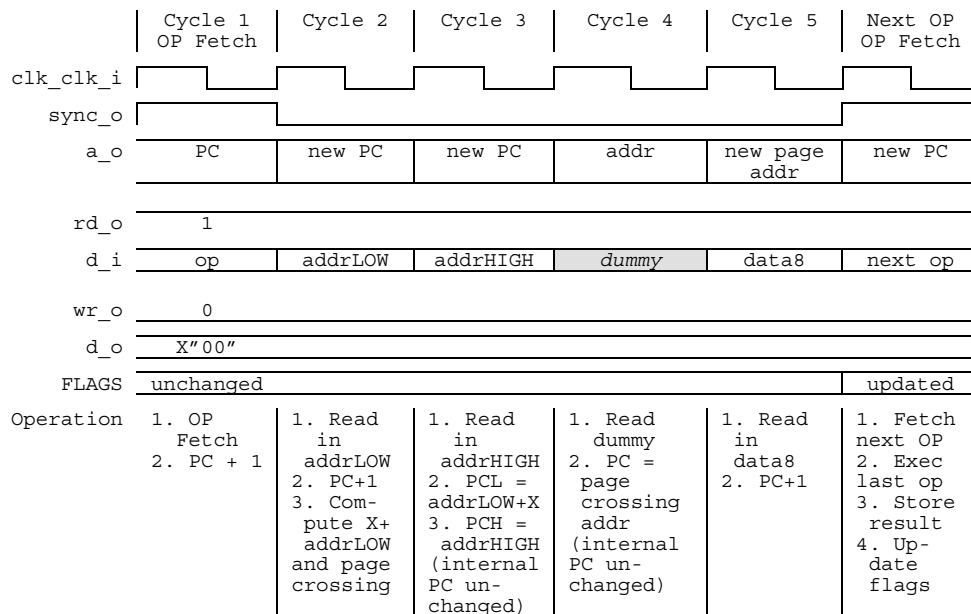 Cycle 1 Cycle 2 Cycle 3 Cycle 4 Cycle 5 Next OP
OP Fetch OP Fetch
clk_clk_i
sync_o
a_o PC new PC new PC addr new page new PC
addr
rd_o 1
d_i op addrLOW addrHIGH dummy data8 next op
wr_o 0
d_o X"00"
FLAGS unchanged updated
Operation
1. OP
Fetch
2. PC + 1
1. Read
in
addrLOW
2. PC+1
3. Com-
pute X+
addrLOW
and page
crossing
1. Read
in
addrHIGH
2. PCL =
addrLOW+X
3. PCH =
addrHIGH
(internal
PC un-
changed)
1. Read
dummy
2. PC =
page
crossing
addr
(internal
PC un-
changed)
1. Read
in
data8
2. PC+1
1. Fetch
next OP
2. Exec
last op
3. Store
result
4. Up-
date
flags